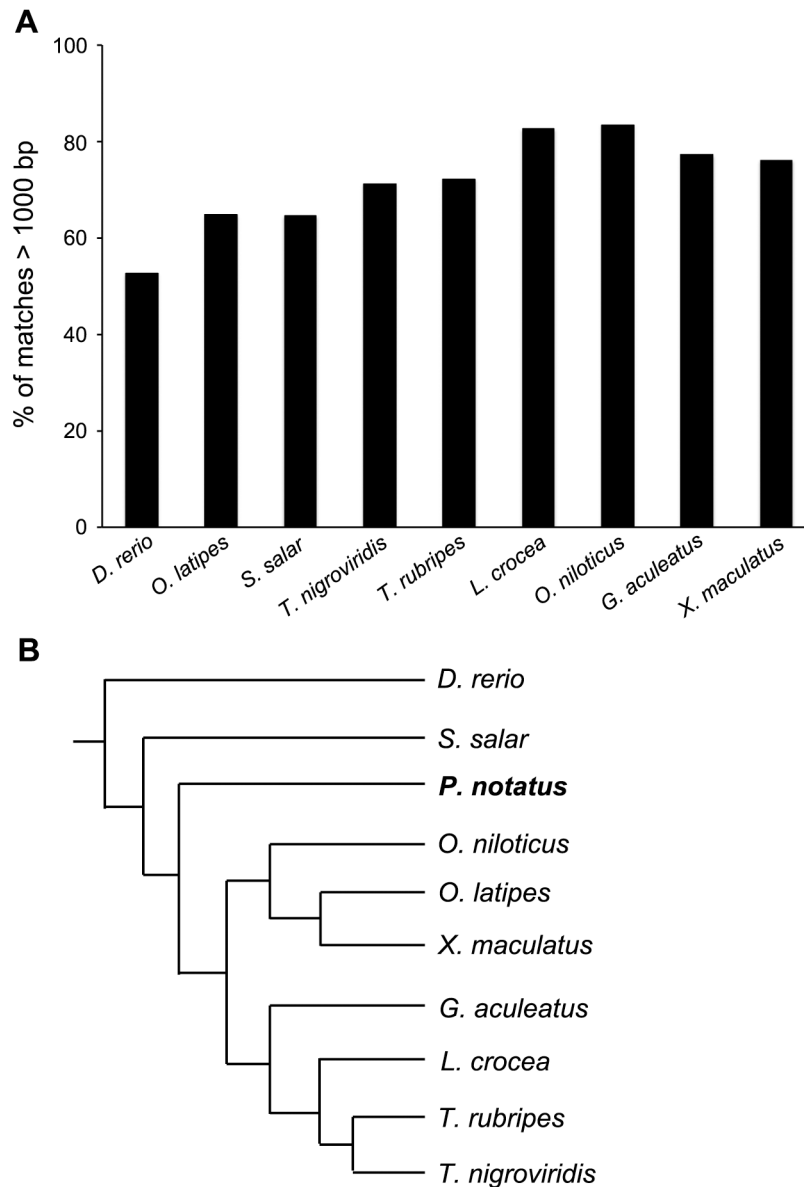 A
% of matches > 1000 bp
100
80
60
40
20
0
D. rerio
O. latipes
S. salar
T. nigroviridis
T. rubripes
L. crocea
O. niloticus
G. aculeatus
X. maculatus
B
D. rerio
S. salar
P. notatus
O. niloticus
O. latipes
X. maculatus
G. aculeatus
L. crocea
T. rubripes
T. nigroviridis